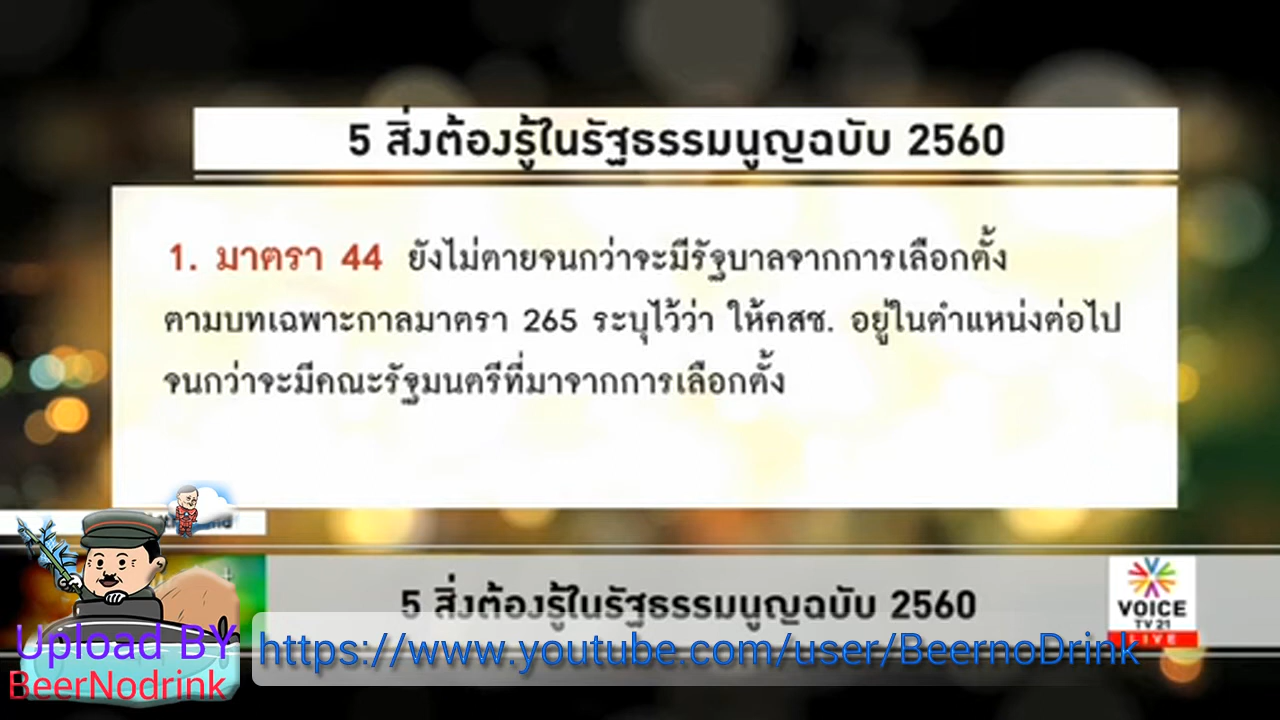 5 สิ่งต้องรู้ในรัฐธรรมนูญฉบับ 2560
1. มาตรา 44 ยังไม่ตายจนกว่าจะมีรัฐบาลจากการเลือกตั้ง
ตามบทเฉพาะกาลมาตรา 265 ระบุไว้ว่า ให้คสช. อยู่ในตำแหน่งต่อไป
จนกว่าจะมีคณะรัฐมนตรีที่มาจากการเลือกตั้ง
5 สิ่งต้องรู้ในรัฐธรรมนูญฉบับ 2560
VOICE
TV 21
LIVE
Upload BY
BeerNodrink
https://www.youtube.com/user/BeernoDrink